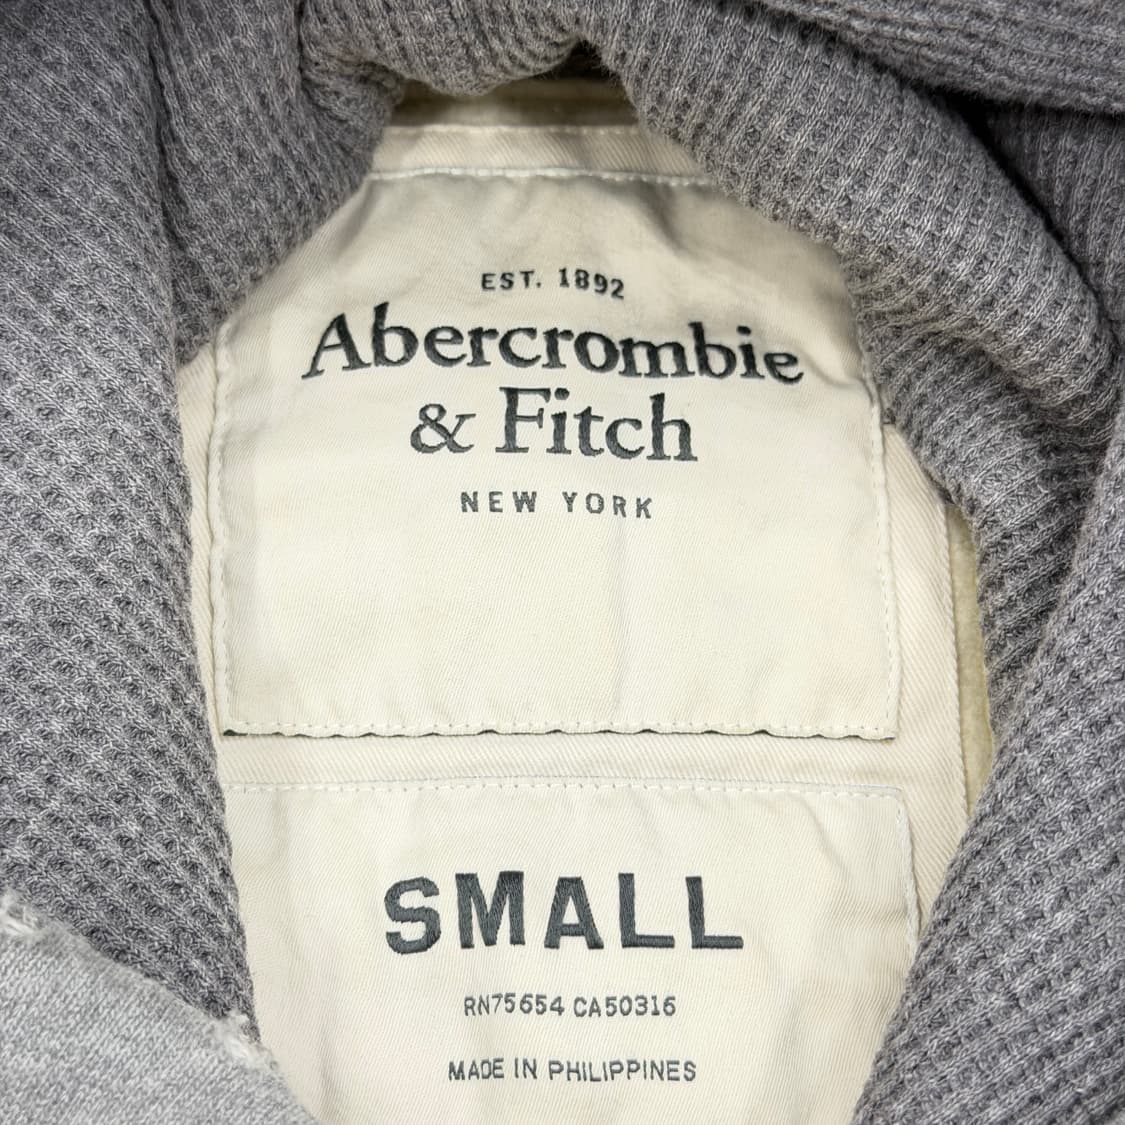 EST. 1892
Abercrombie
& Fitch
NEW YORK
SMALL
RN75654 CA50316
MADE IN PHILIPPINES